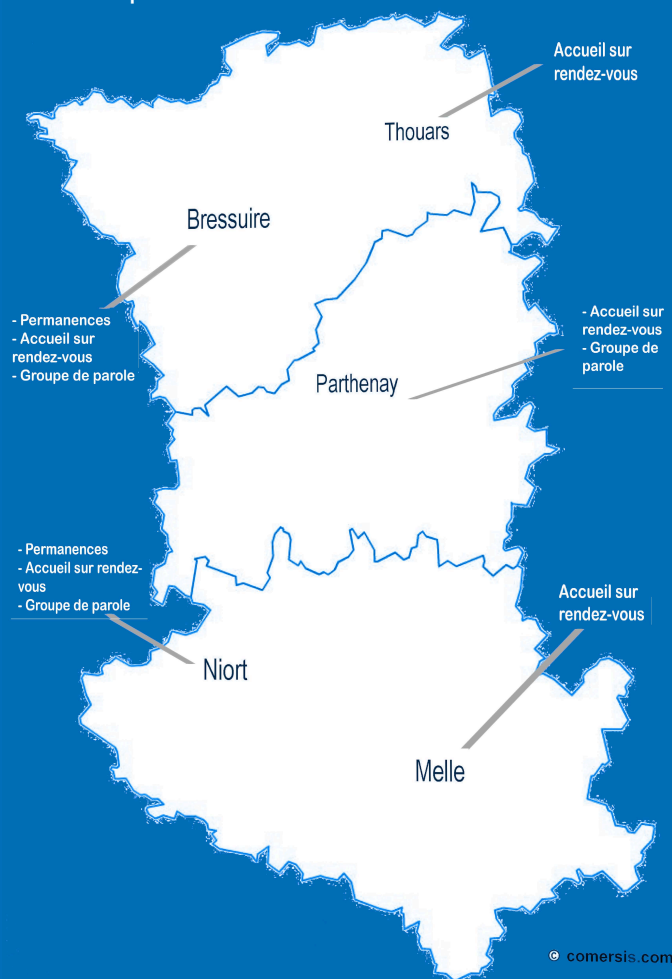 Accueil sur
rendez-vous
Thouars
Bressuire
- Permanences
- Accueil sur
rendez-vous
- Groupe de parole
- Accueil sur
rendez-vous
- Groupe de
parole
Parthenay
- Permanences
- Accueil sur rendez-
vous
- Groupe de parole
Accueil sur
rendez-vous
Niort
Melle
© comersis.com